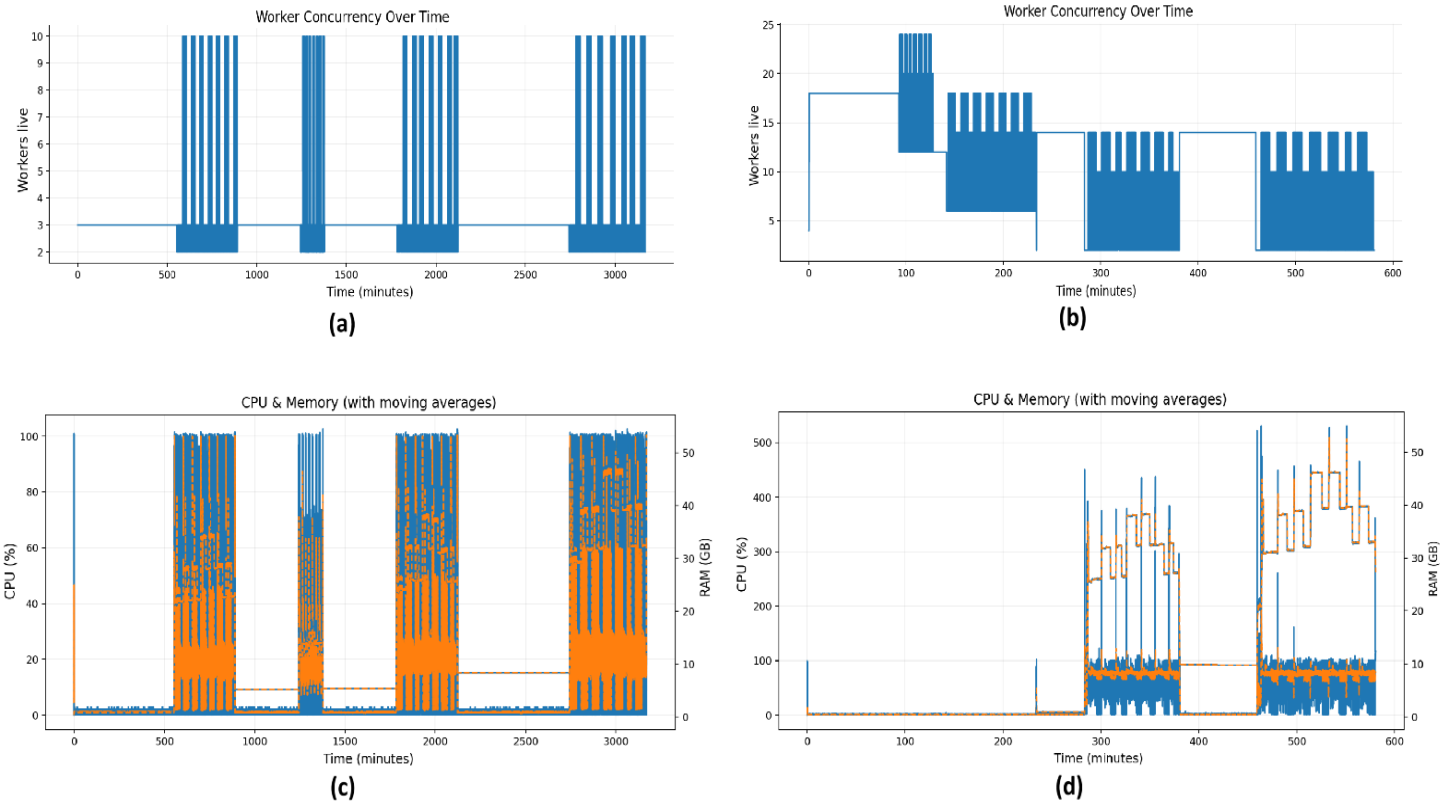 Worker Concurrency Over Time
Workers live
10
9
8
7
6
5
4
3
2
0 500 1000 1500 2000 2500 3000
Time (minutes)
(a)
Worker Concurrency Over Time
Workers live
25
20
15
10
5
0 100 200 300 400 500 600
Time (minutes)
(b)
CPU & Memory (with moving averages)
CPU (%)
100
80
60
40
20
0
50
40
30
20
10
0
RAM (GB)
0 500 1000 1500 2000 2500 3000
Time (minutes)
(c)
CPU & Memory (with moving averages)
CPU (%)
500
400
300
200
100
0
50
40
30
20
10
0
RAM (GB)
0 100 200 300 400 500 600
Time (minutes)
(d)